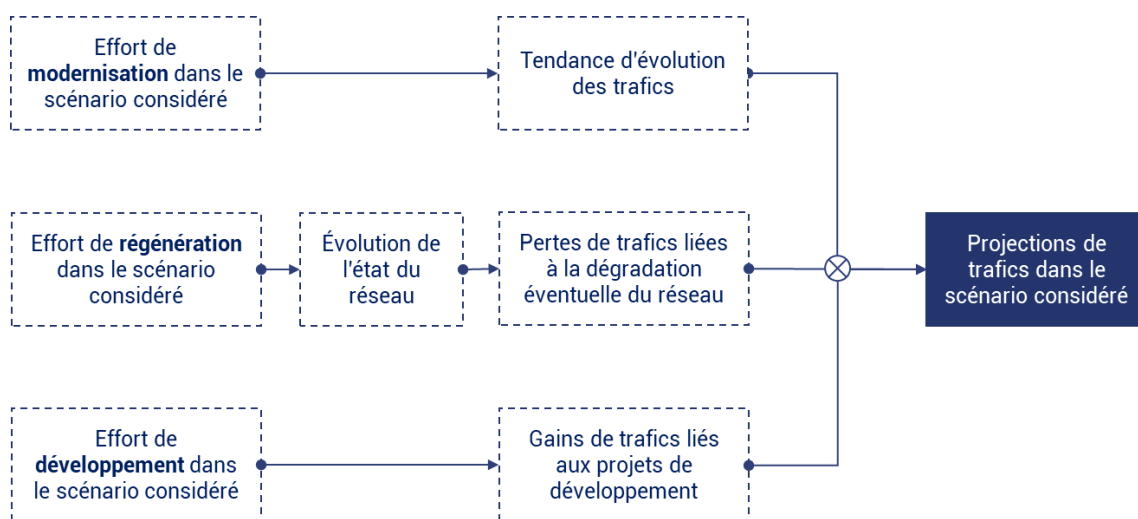 Effort de
modernisation dans le
scénario considéré
Tendance d'évolution
des trafics
Effort de régénération
dans le scénario
considéré
Évolution de
l'état du
réseau
Pertes de trafics liées
à la dégradation
éventuelle du réseau
Projections de
trafics dans le
scénario considéré
Effort de
développement dans
le scénario considéré
Gains de trafics liés
aux projets de
développement